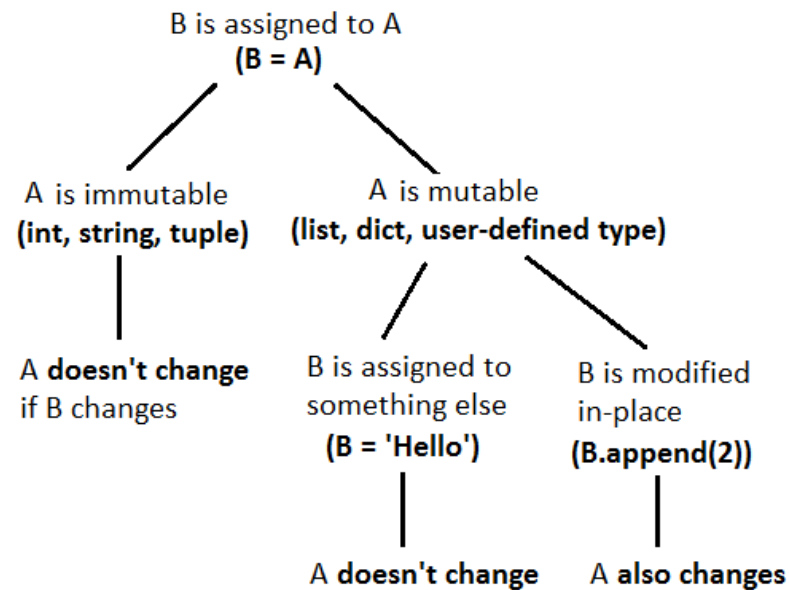 B is assigned to A
(B = A)
A is immutable
(int, string, tuple)
A is mutable
(list, dict, user-defined type)
A doesn't change
if B changes
B is assigned to
something else
(B = 'Hello')
B is modified
in-place
(B.append(2))
A doesn't change
A also changes